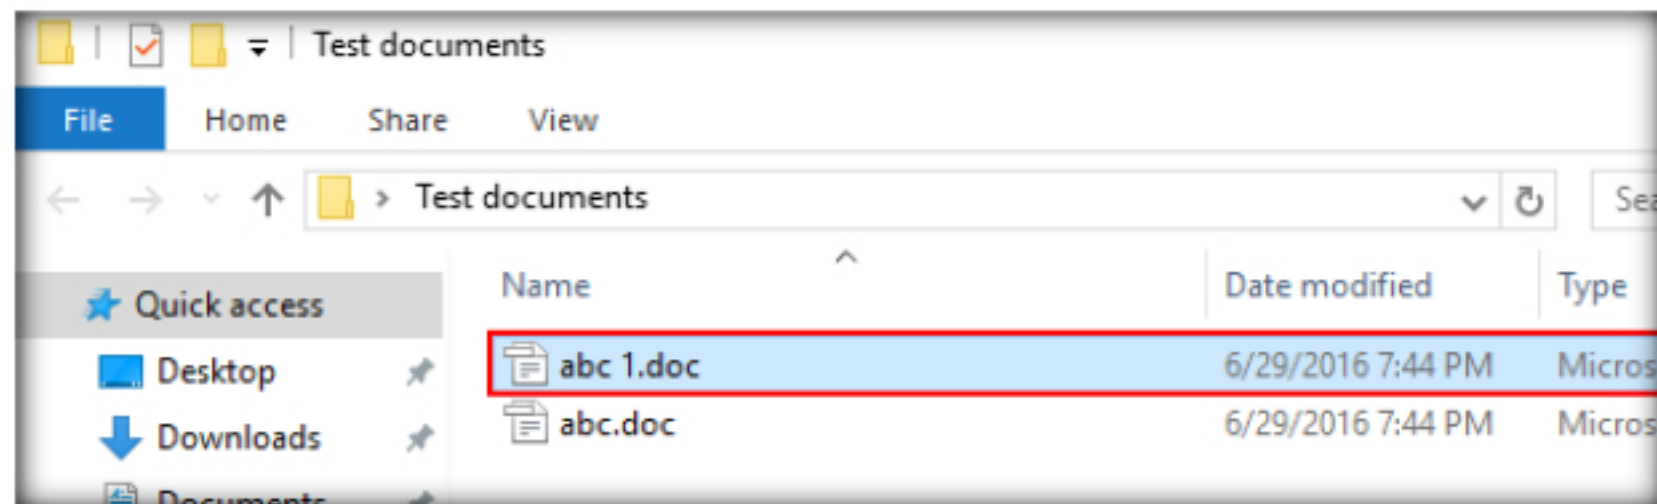 Test documents
File Home Share View
Test documents
Name Date modified Type
Quick access
Desktop
Downloads
Documents
abc 1.doc 6/29/2016 7:44 PM
abc.doc 6/29/2016 7:44 PM